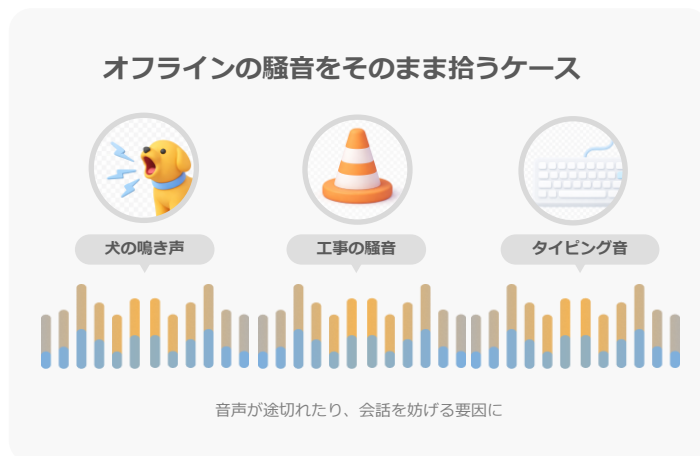 オフラインの騒音をそのまま拾うケース
犬の鳴き声
工事の騒音
タイピング音
音声が途切れたり、会話を妨げる要因に